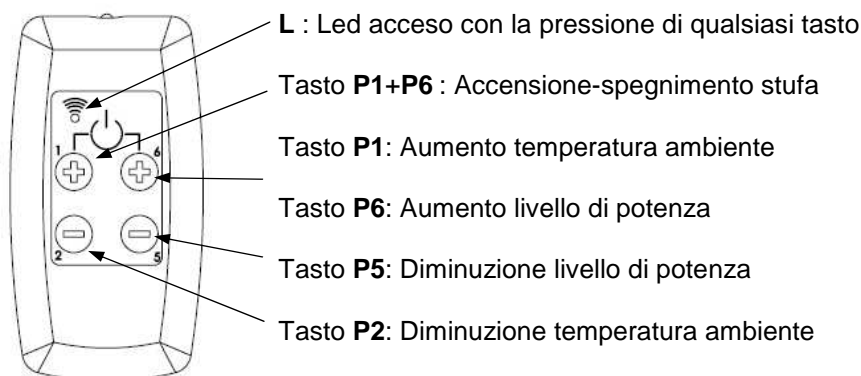 L : Led acceso con la pressione di qualsiasi tasto
Tasto P1+P6 : Accensione-spegnimento stufa
Tasto P1: Aumento temperatura ambiente
Tasto P6: Aumento livello di potenza
Tasto P5: Diminuzione livello di potenza
Tasto P2: Diminuzione temperatura ambiente
1 6
2 5